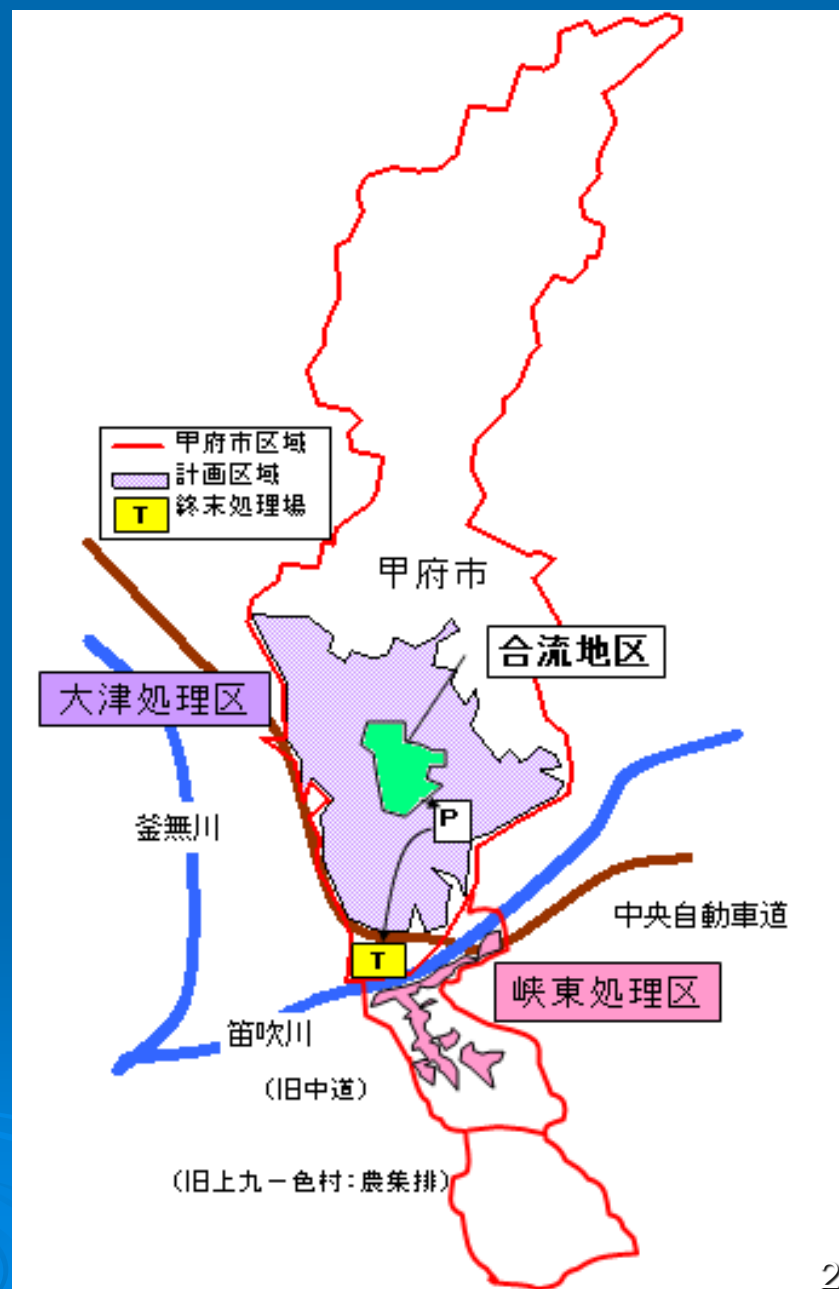 甲府市区域
計画区域
T 終末処理場
甲府市
合流地区
大津処理区
P
釜無川
中央自動車道
T
峡東処理区
笛吹川
(旧中道)
(旧上九一色村:農集排)
2